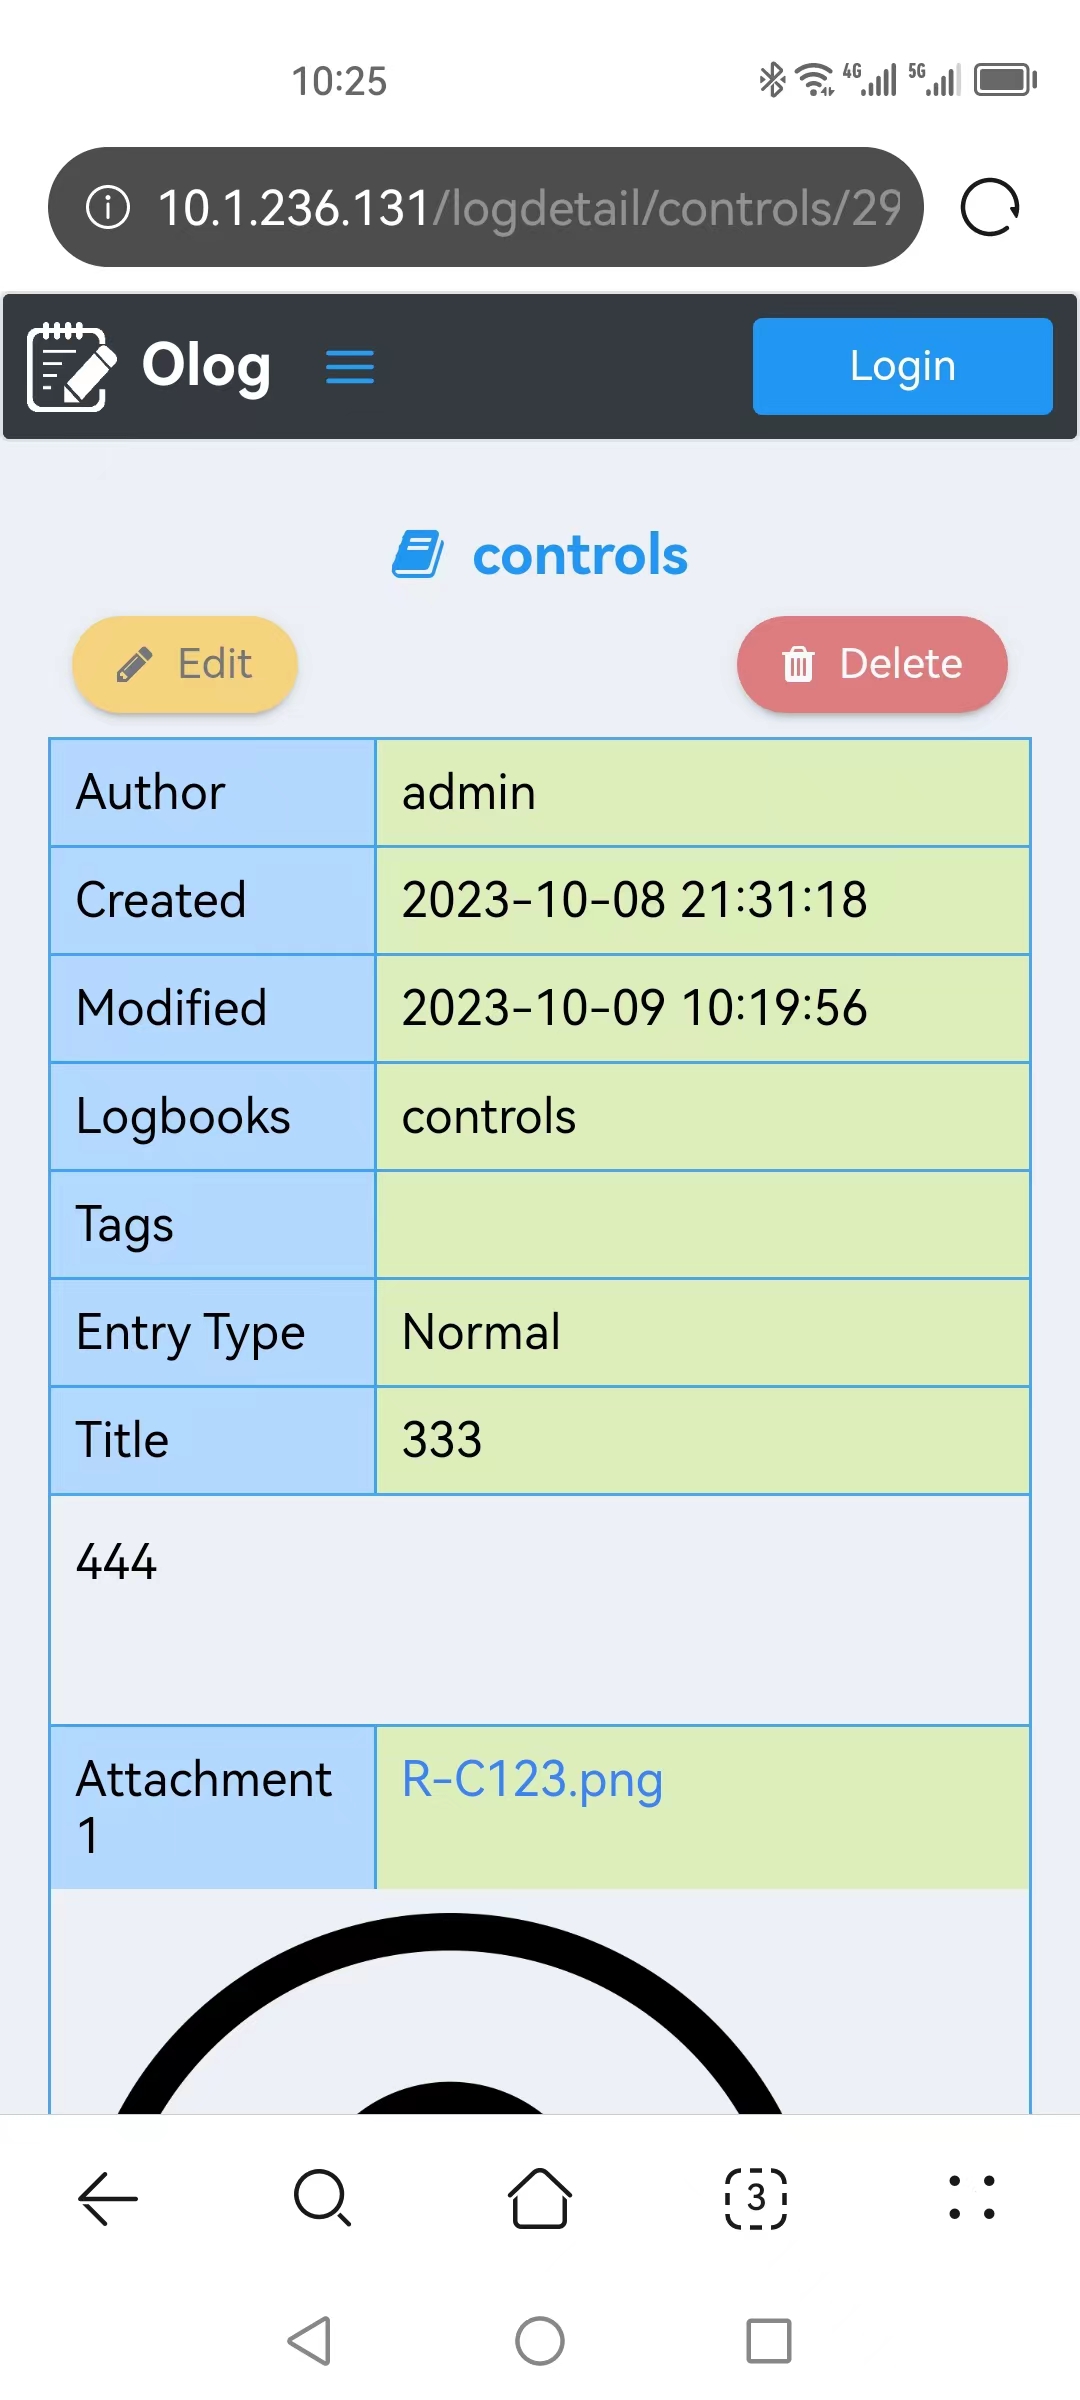 10:25
4G 5G
10.1.236.131/logdetail/controls/29
Olog
Login
controls
Edit
Delete
Author admin
Created 2023-10-08 21:31:18
Modified 2023-10-09 10:19:56
Logbooks controls
Tags
Entry Type Normal
Title 333
444
Attachment R-C123.png
1
3